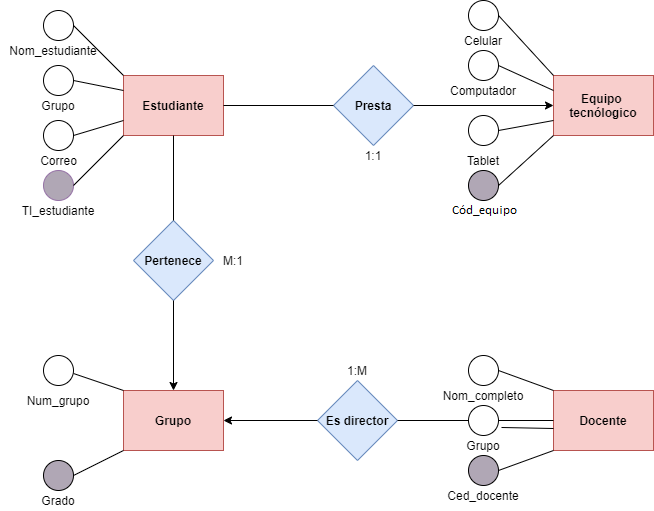 Nom_estudiante
Grupo
Correo
TI_estudiante
Estudiante
Presta
1:1
Celular
Computador
Tablet
Cód_equipo
Equipo
tecnólogico
Pertenece
M:1
Num_grupo
Grado
Grupo
1:M
Es director
Nom_completo
Grupo
Ced_docente
Docente